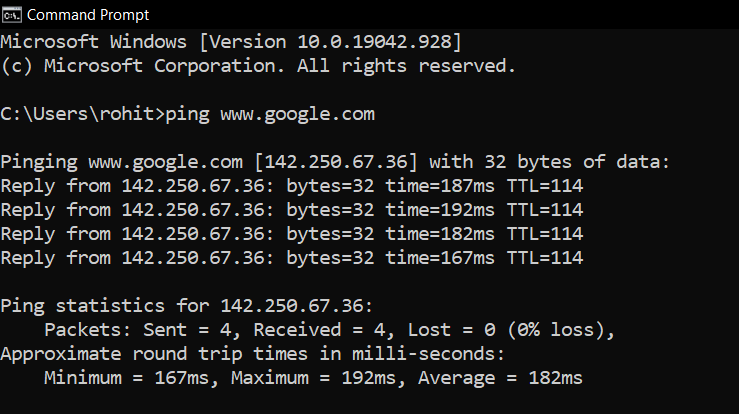 Command Prompt
Microsoft Windows [Version 10.0.19042.928]
(c) Microsoft Corporation. All rights reserved.
C:\Users\rohit>ping www.google.com
Pinging www.google.com [142.250.67.36] with 32 bytes of data:
Reply from 142.250.67.36: bytes=32 time=187ms TTL=114
Reply from 142.250.67.36: bytes=32 time=192ms TTL=114
Reply from 142.250.67.36: bytes=32 time=182ms TTL=114
Reply from 142.250.67.36: bytes=32 time=167ms TTL=114
Ping statistics for 142.250.67.36:
    Packets: Sent = 4, Received = 4, Lost = 0 (0% loss),
Approximate round trip times in milli-seconds:
    Minimum = 167ms, Maximum = 192ms, Average = 182ms